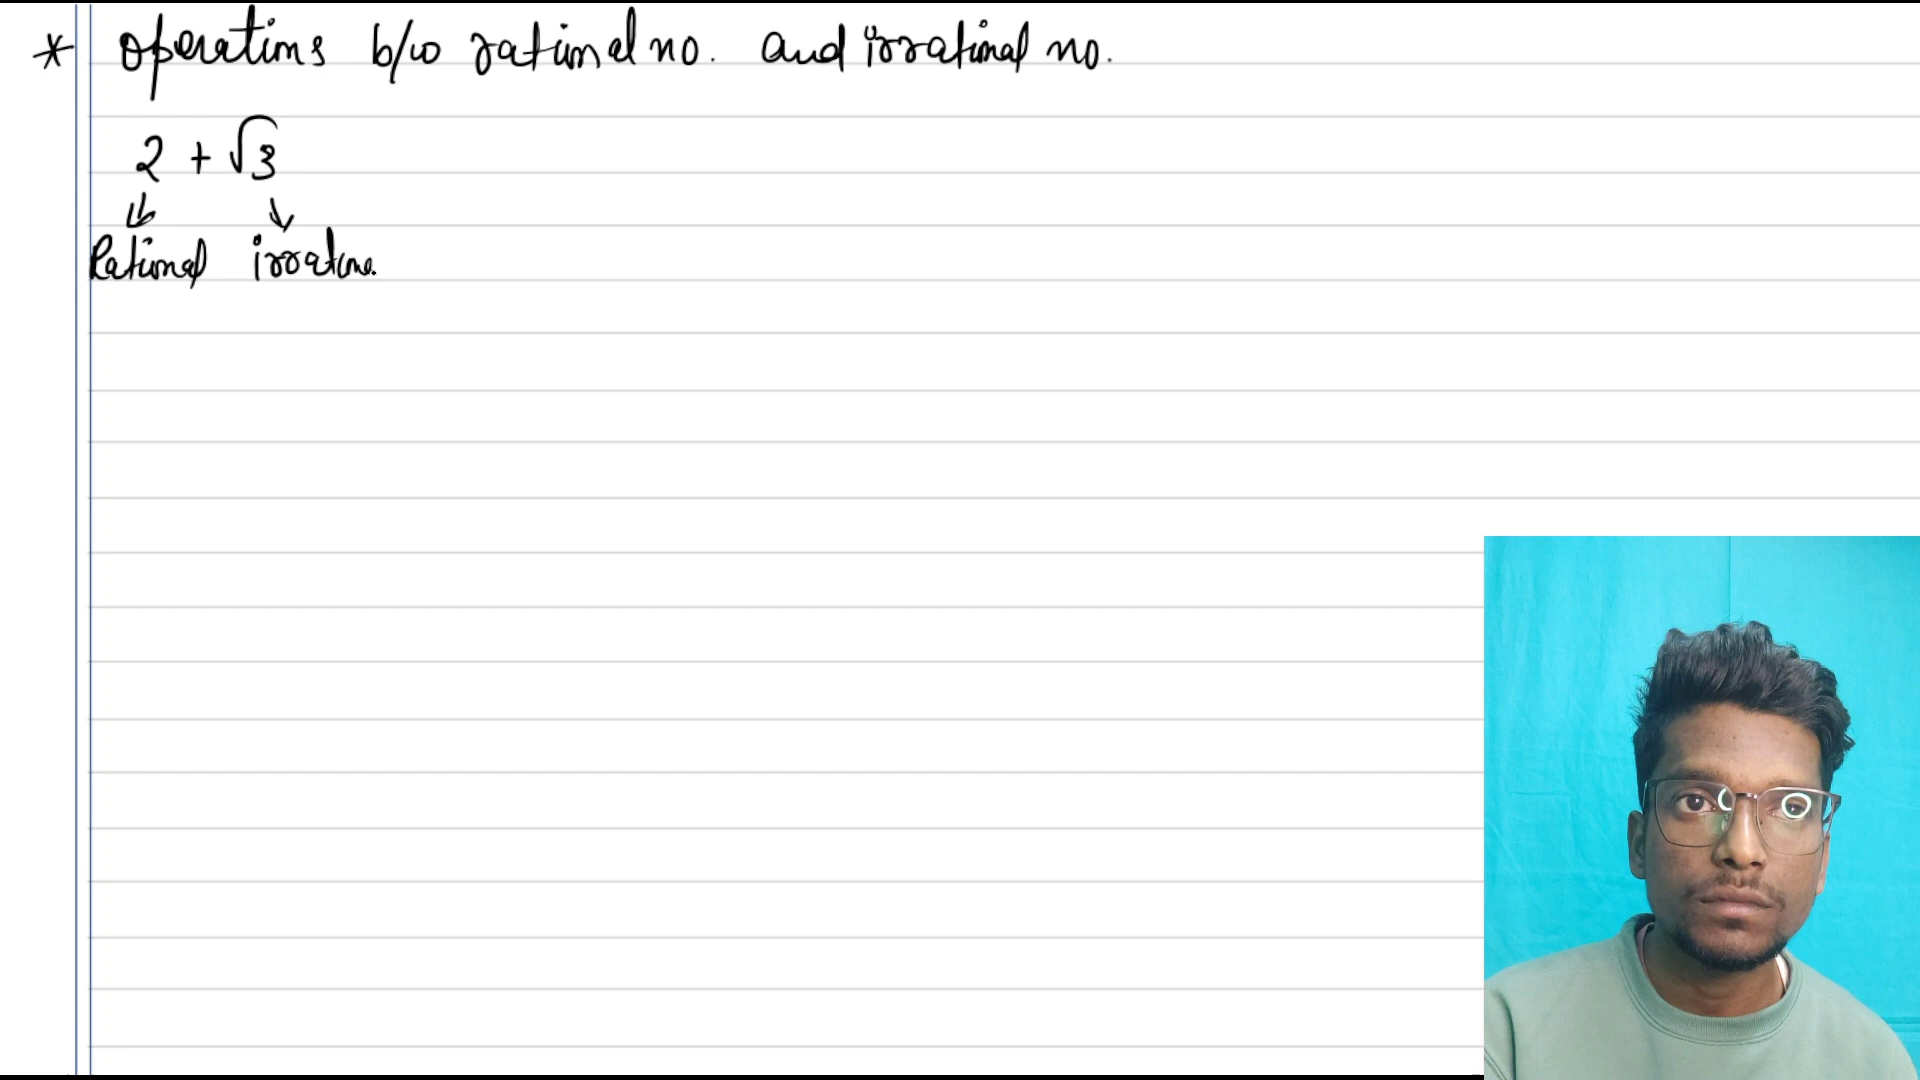 * operations b/w rational no. and irrational no.
2 + √3
Rational irrational